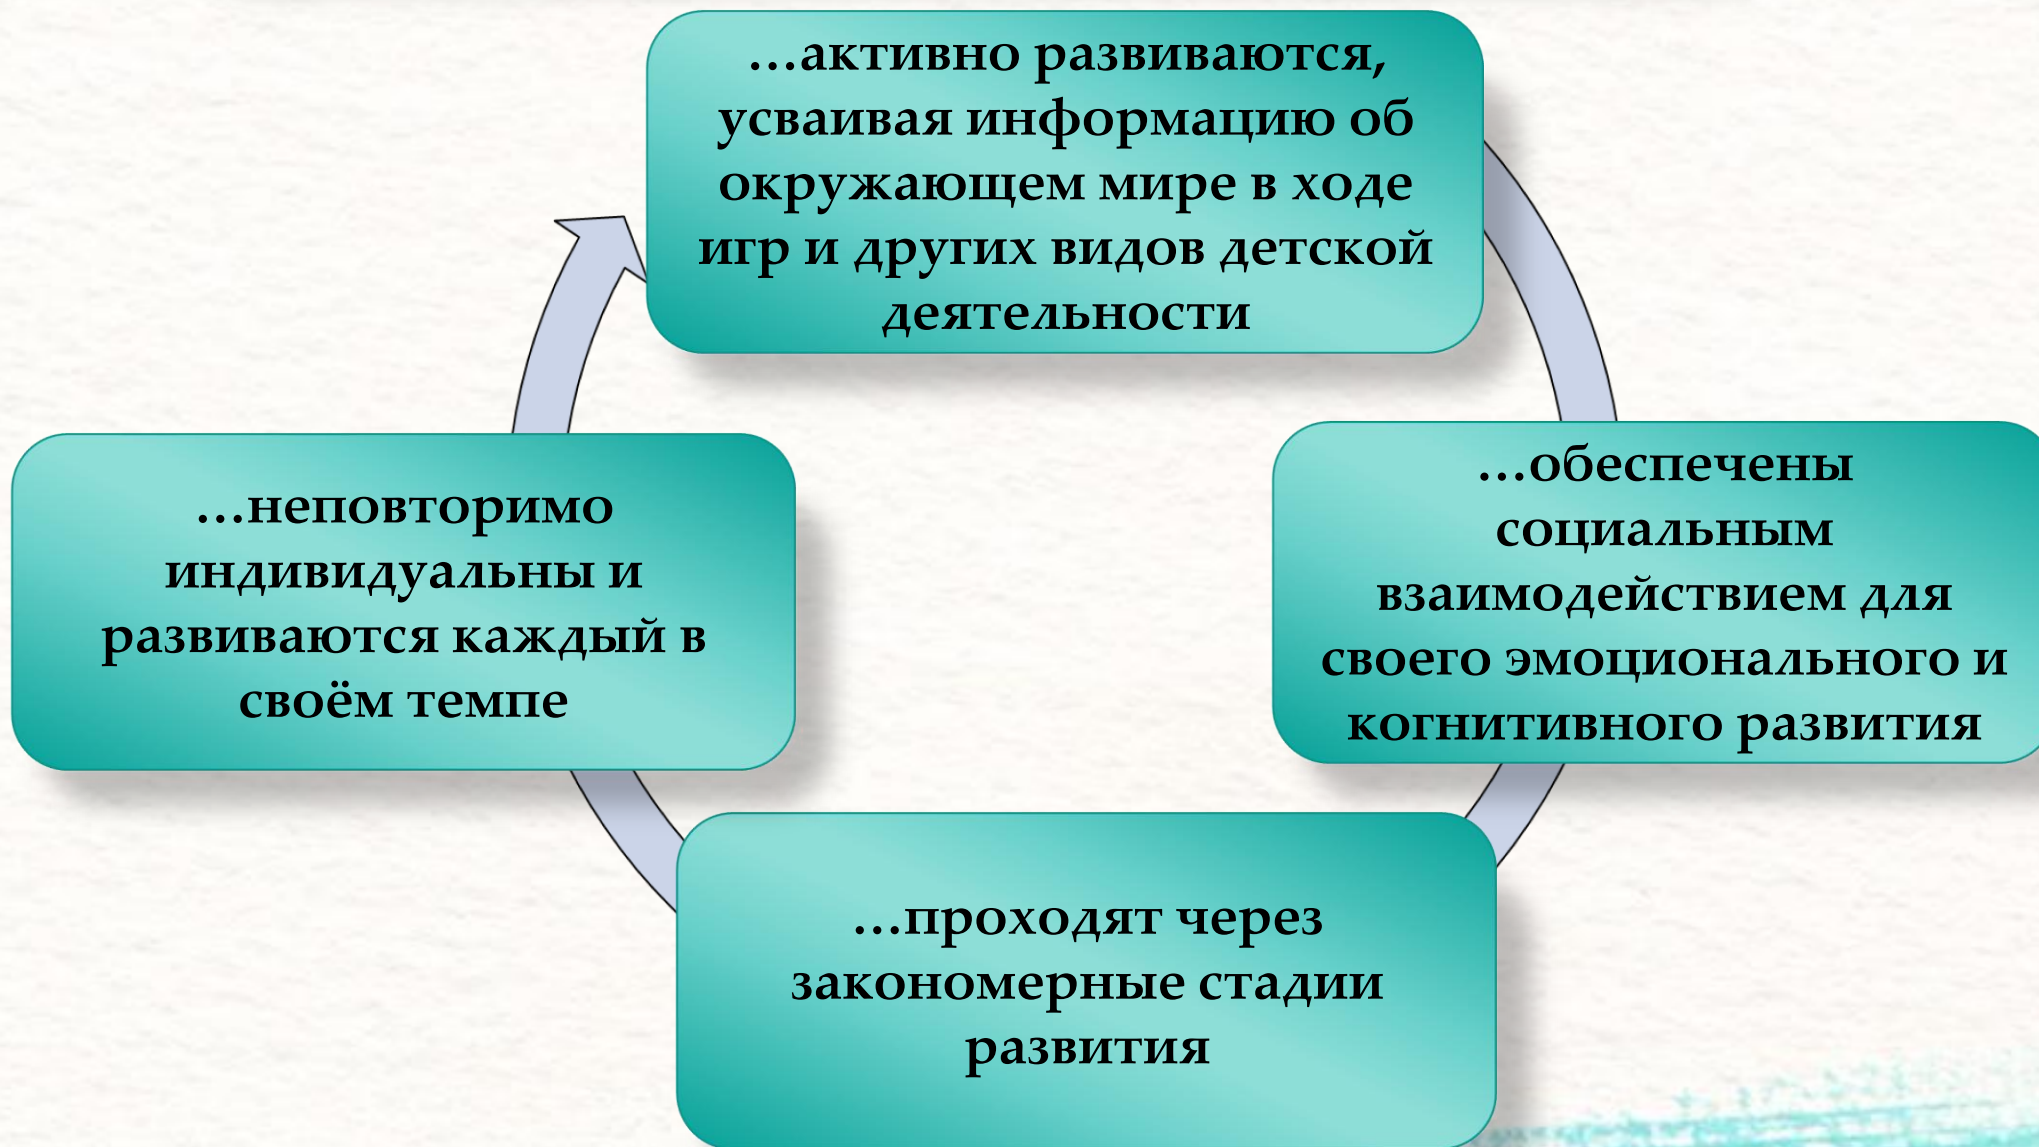 …активно развиваются,
усваивая информацию об
окружающем мире в ходе
игр и других видов детской
деятельности
…обеспечены
социальным
взаимодействием для
своего эмоционального и
когнитивного развития
…проходят через
закономерные стадии
развития
…неповторимо
индивидуальны и
развиваются каждый в
своём темпе